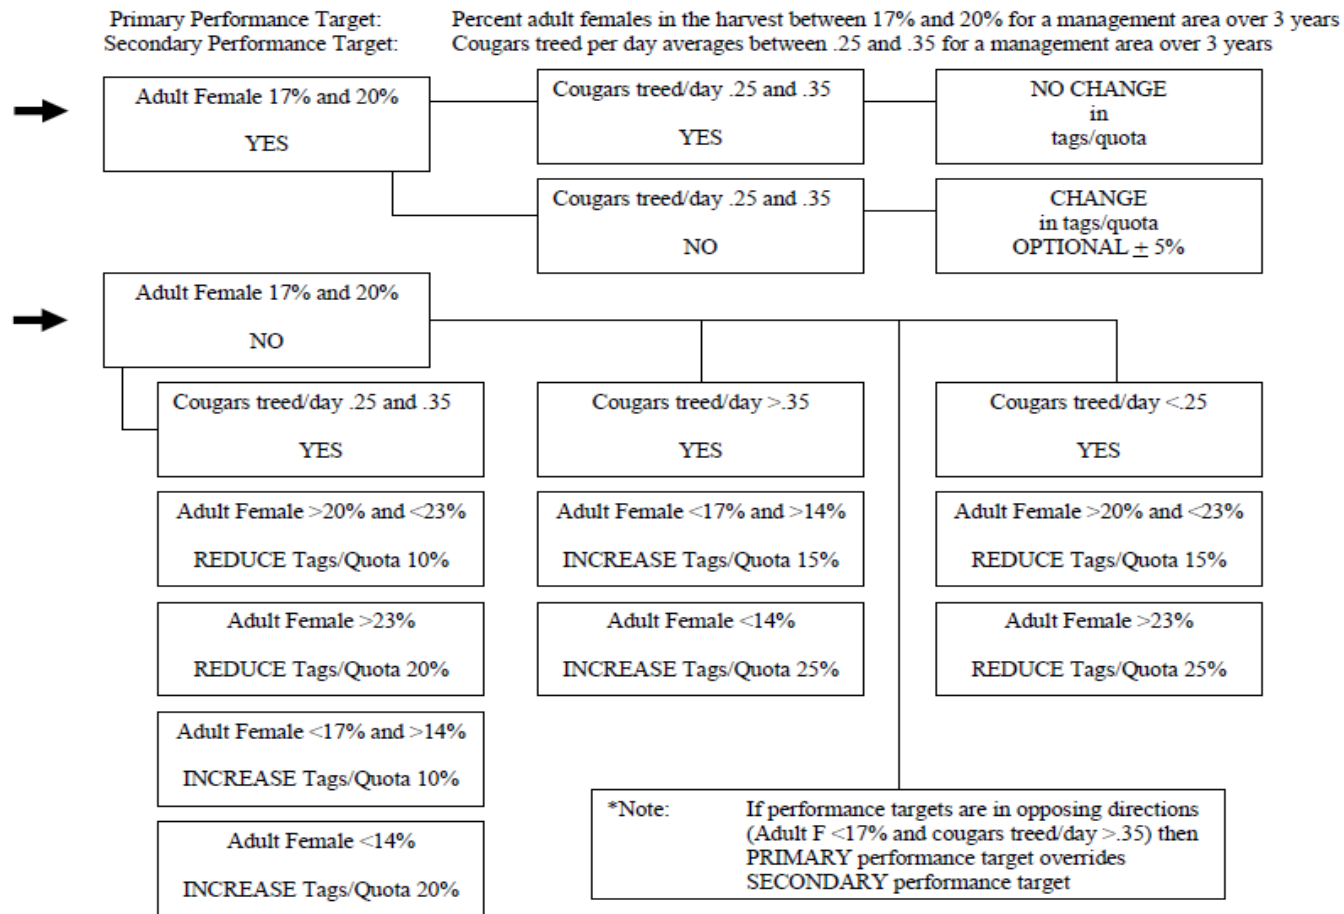 Primary Performance Target: Percent adult females in the harvest between 17% and 20% for a management area over 3 years
Secondary Performance Target: Cougars treed per day averages between .25 and .35 for a management area over 3 years
Adult Female 17% and 20%
YES
Cougars treed/day .25 and .35
YES
NO CHANGE
in
tags/quota
Cougars treed/day .25 and .35
NO
CHANGE
in tags/quota
OPTIONAL ± 5%
Adult Female 17% and 20%
NO
Cougars treed/day .25 and .35
YES
Adult Female >20% and <23%
REDUCE Tags/Quota 10%
Adult Female >23%
REDUCE Tags/Quota 20%
Adult Female <17% and >14%
INCREASE Tags/Quota 10%
Adult Female <14%
INCREASE Tags/Quota 20%
Cougars treed/day >.35
YES
Adult Female <17% and >14%
INCREASE Tags/Quota 15%
Adult Female <14%
INCREASE Tags/Quota 25%
Cougars treed/day <.25
YES
Adult Female >20% and <23%
REDUCE Tags/Quota 15%
Adult Female >23%
REDUCE Tags/Quota 25%
*Note: If performance targets are in opposing directions
(Adult F <17% and cougars treed/day >.35) then
PRIMARY performance target overrides
SECONDARY performance target